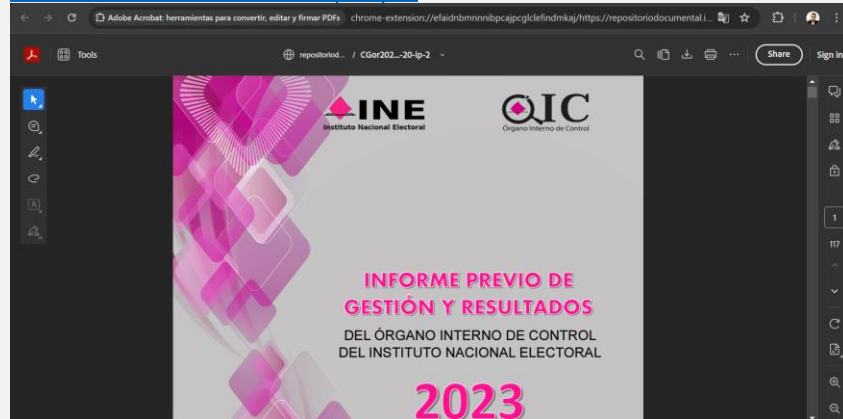 Adobe Acrobat: herramientas para convertir, editar y firmar PDFs chrome-extension://efaidnbmnnnibpcajpcglclefindmkaj/https://repositoriodocumental.i...
Tools repositoriod... / CGor202...-20-ip-2 Share Sign in
INE
Instituto Nacional Electoral
OIC
Órgano Interno de Control
1
117
INFORME PREVIO DE
GESTIÓN Y RESULTADOS
DEL ÓRGANO INTERNO DE CONTROL
DEL INSTITUTO NACIONAL ELECTORAL
2023